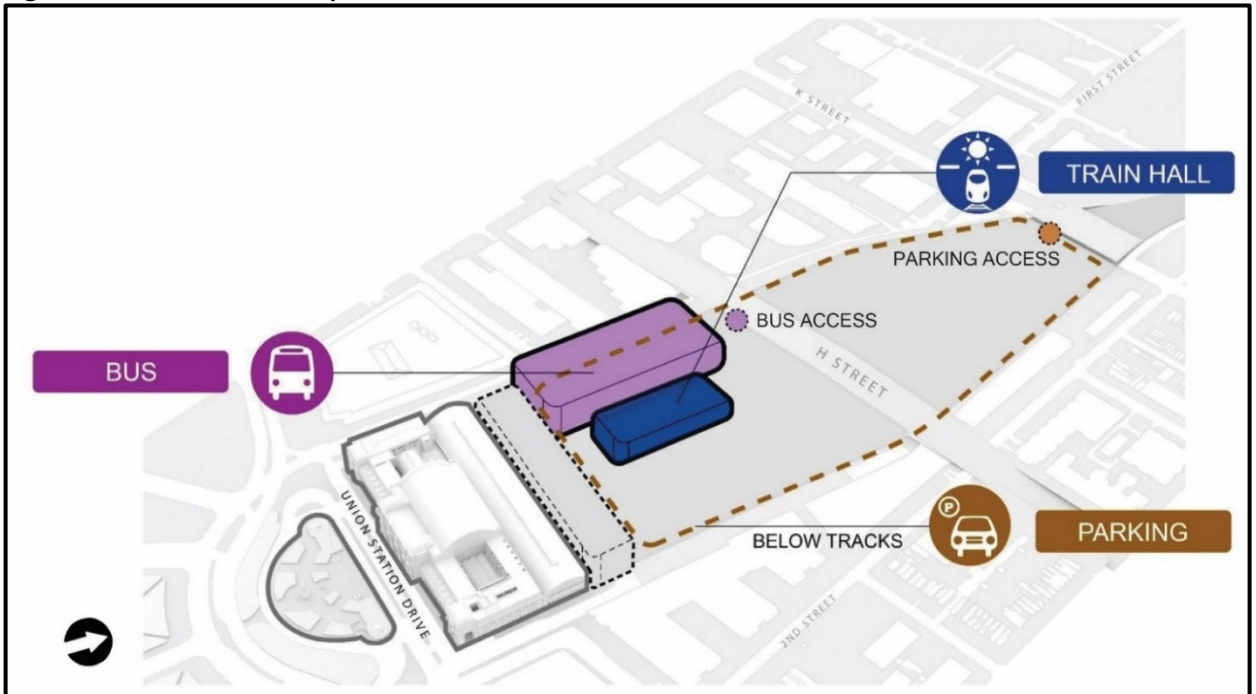 K STREET
FIRST STREET
TRAIN HALL
PARKING ACCESS
BUS ACCESS
H STREET
BUS
UNION STATION DRIVE
P
BELOW TRACKS
PARKING
2ND STREET